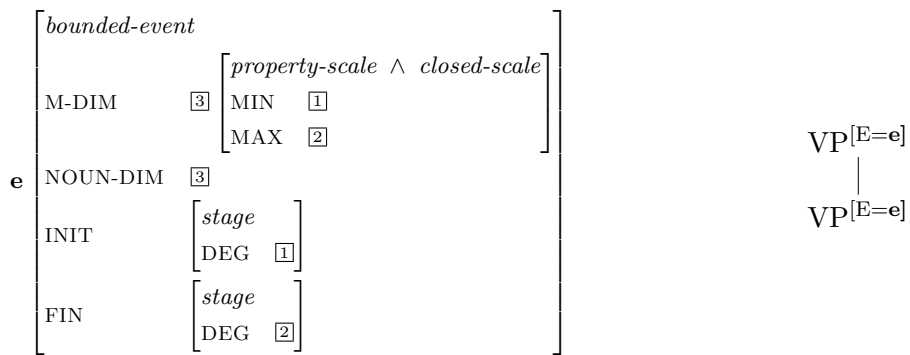 bounded-event
property-scale ∧ closed-scale
M-DIM 3 MIN 1
MAX 2
VP[E=e]
e NOUN-DIM 3
VP[E=e]
stage
INIT
DEG 1
stage
FIN
DEG 2